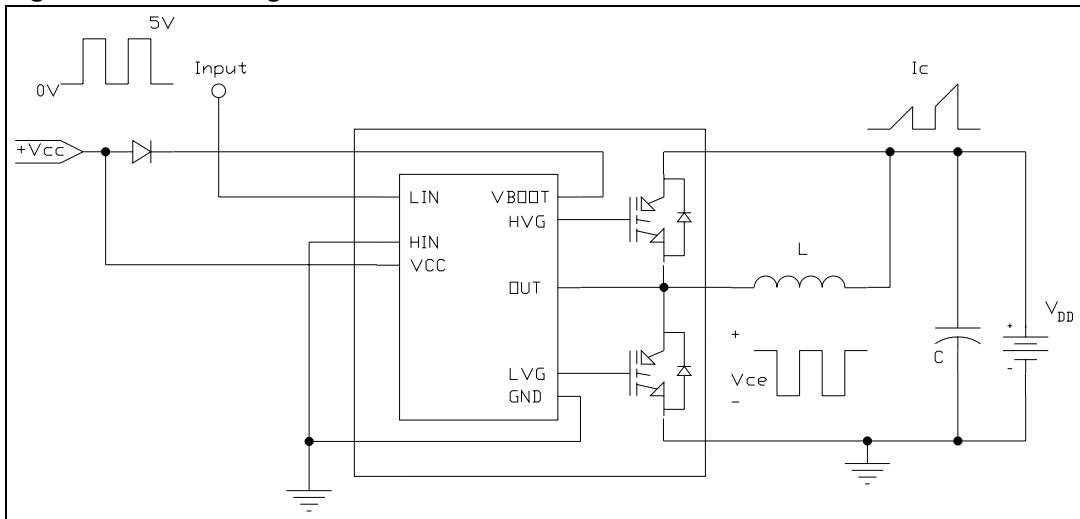 5V
0V
Input
Ic
+Vcc
LIN
VBOOT
HVG
HIN
VCC
L
OUT
VDD
+
+
C
-
LVG
Vce
GND
-